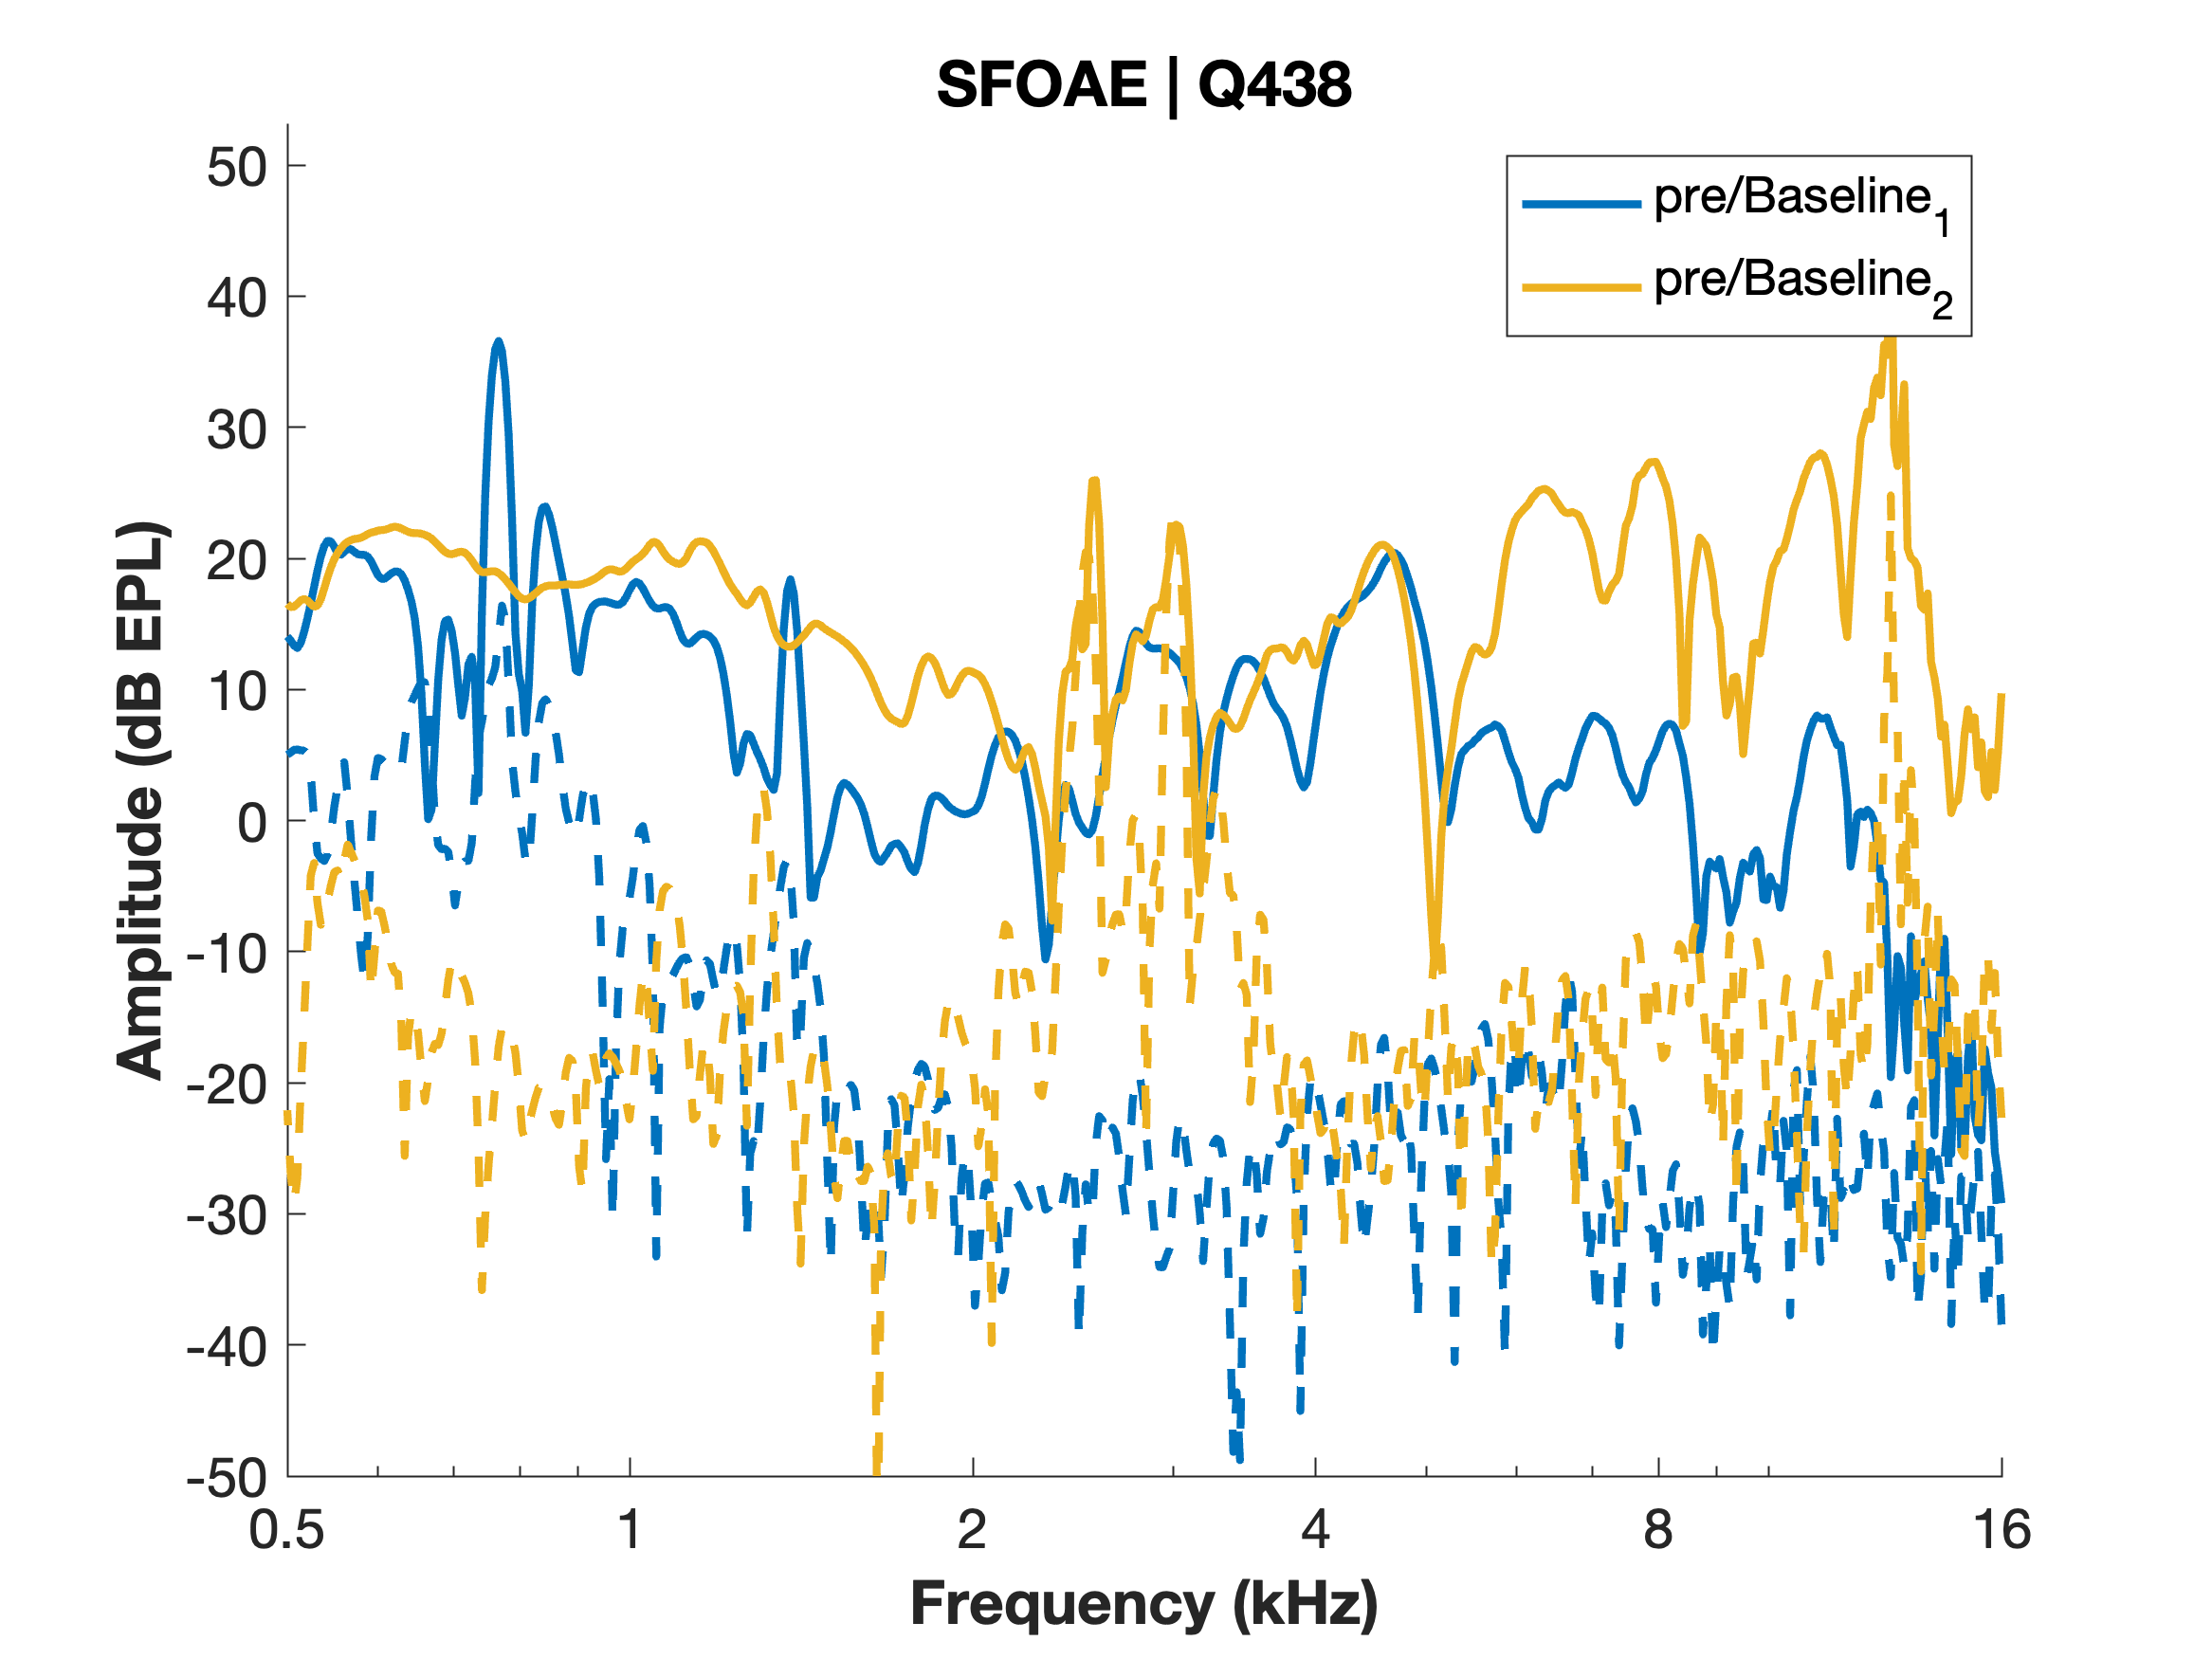 SFOAE | Q438
pre/Baseline₁
pre/Baseline₂
Amplitude (dB EPL)
50
40
30
20
10
0
-10
-20
-30
-40
-50
0.5 1 2 4 8 16
Frequency (kHz)